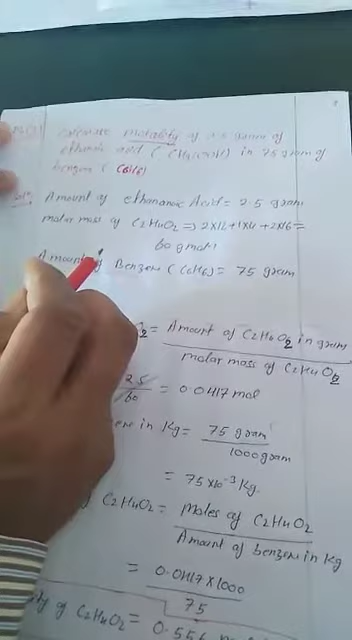 calculate molality of 2.5 gram of
ethanoic acid (CH3COOH) in 75 gram of
benzene (C6H6)
Amount of ethananoic Acid = 2.5 gram
molar mass of C2H4O2 => 2×12+1×4+2×16=
60 g mol-1
Amount of Benzene (C6H6) = 75 gram
O2 = Amount of C2H4O2 in gram
molar mass of C2H4O2
2.5
60
= 0.0417 mol
in kg = 75 gram
1000 gram
= 75×10-3 kg.
C2H4O2 = Moles of C2H4O2
Amount of benzene in kg
= 0.0417×1000
75
of C2H4O2 = 0.556